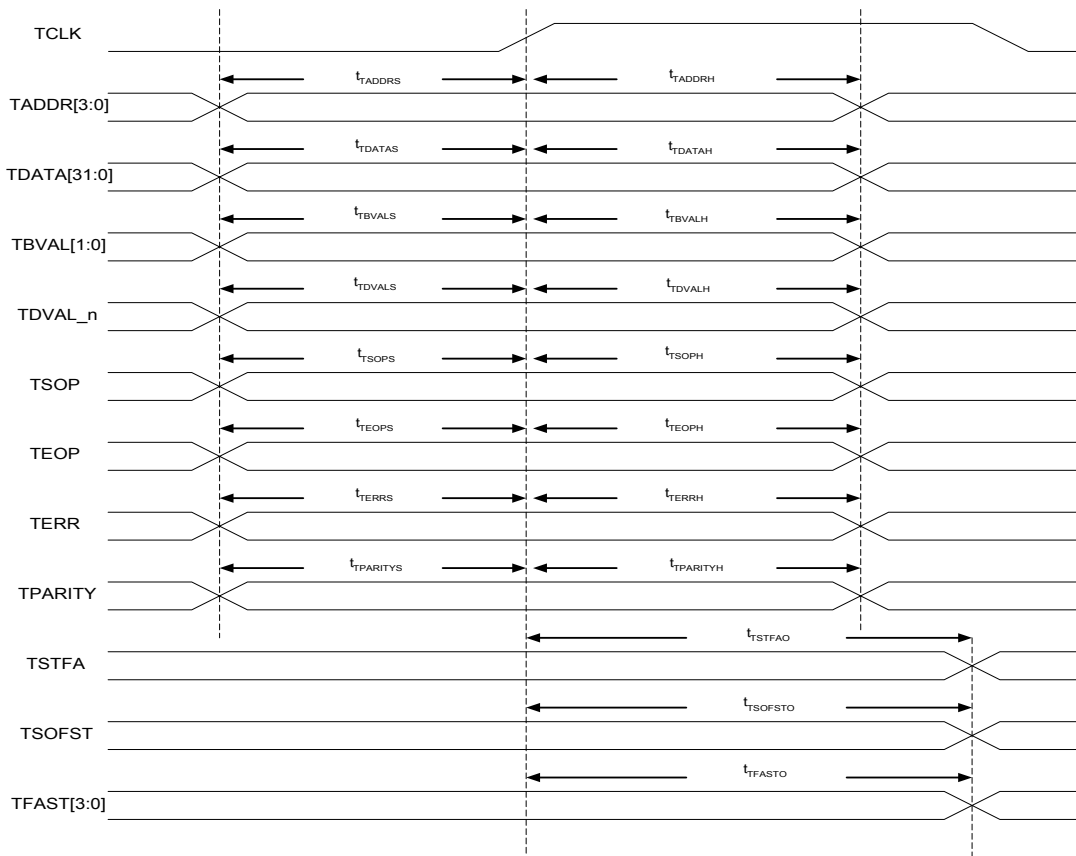 TCLK
tTADDRS tTADDRH
TADDR[3:0]
tTDATAS tTDATAH
TDATA[31:0]
tTBVALS tTBVALH
TBVAL[1:0]
tTDVALS tTDVALH
TDVAL_n
tTSOPS tTSOPH
TSOP
tTEOPS tTEOPH
TEOP
tTERRS tTERRH
TERR
tTPARITYS tTPARITYH
TPARITY
tTSTFAO
TSTFA
tTSOFSTO
TSOFST
tTFASTO
TFAST[3:0]